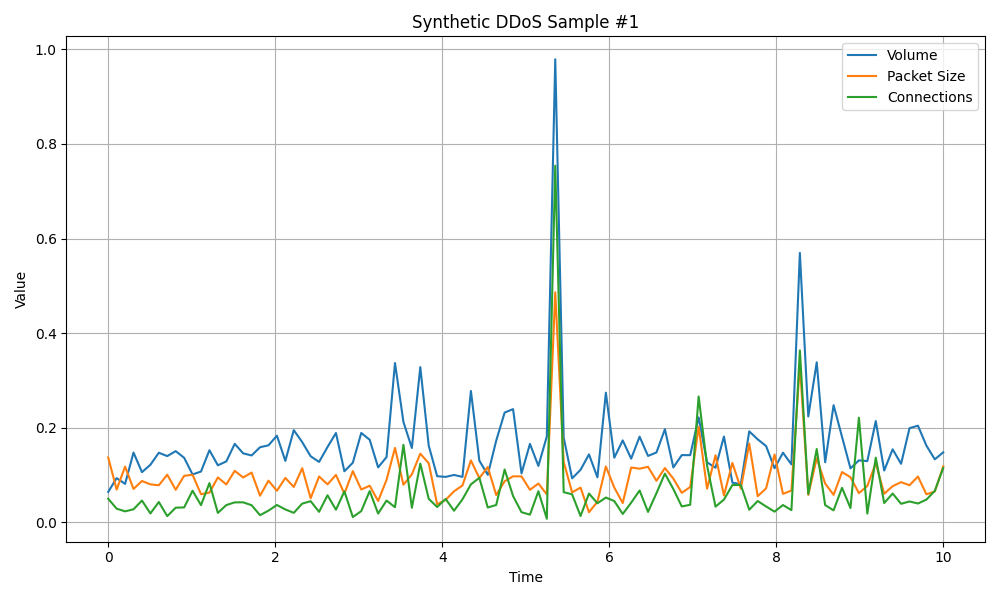 Synthetic DDoS Sample #1
Volume
Packet Size
Connections
Value
1.0
0.8
0.6
0.4
0.2
0.0
0 2 4 6 8 10
Time